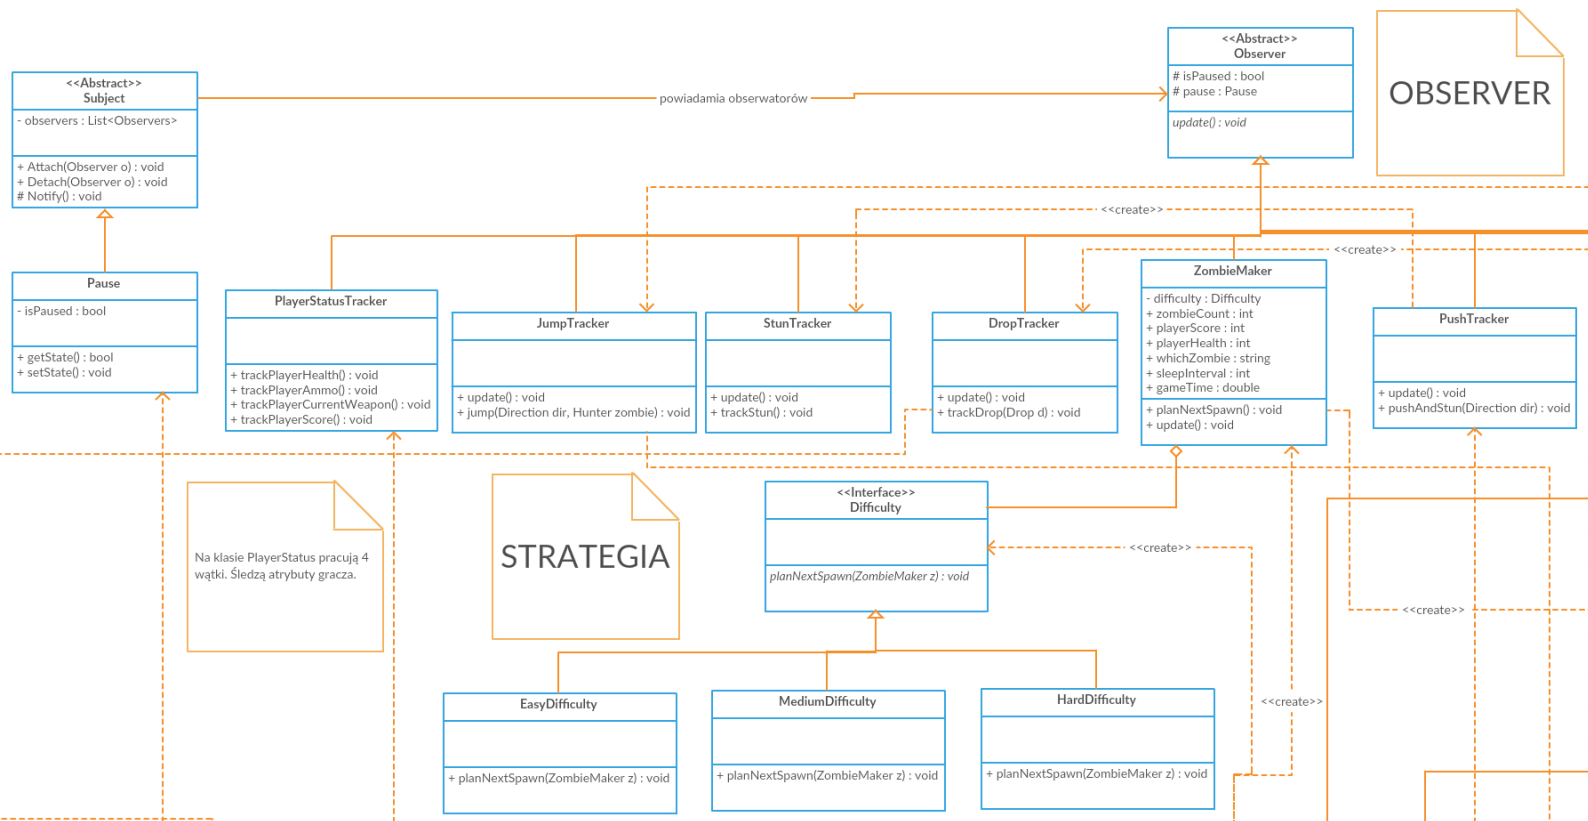 <<Abstract>>
Subject
- observers : List<Observers>
+ Attach(Observer o) : void
+ Detach(Observer o) : void
# Notify() : void
powiadamia obserwatorów
<<Abstract>>
Observer
# isPaused : bool
# pause : Pause
update() : void
OBSERVER
<<create>>
<<create>>
Pause
- isPaused : bool
+ getState() : bool
+ setState() : void
PlayerStatusTracker
+ trackPlayerHealth() : void
+ trackPlayerAmmo() : void
+ trackPlayerCurrentWeapon() : void
+ trackPlayerScore() : void
JumpTracker
+ update() : void
+ jump(Direction dir, Hunter zombie) : void
StunTracker
+ update() : void
+ trackStun() : void
DropTracker
+ update() : void
+ trackDrop(Drop d) : void
ZombieMaker
- difficulty : Difficulty
+ zombieCount : int
+ playerScore : int
+ playerHealth : int
+ whichZombie : string
+ sleepInterval : int
+ gameTime : double
+ planNextSpawn() : void
+ update() : void
PushTracker
+ update() : void
+ pushAndStun(Direction dir) : void
Na klasie PlayerStatus pracują 4
wątki. Śledzą atrybuty gracza.
STRATEGIA
<<Interface>>
Difficulty
planNextSpawn(ZombieMaker z) : void
<<create>>
<<create>>
<<create>>
EasyDifficulty
+ planNextSpawn(ZombieMaker z) : void
MediumDifficulty
+ planNextSpawn(ZombieMaker z) : void
HardDifficulty
+ planNextSpawn(ZombieMaker z) : void